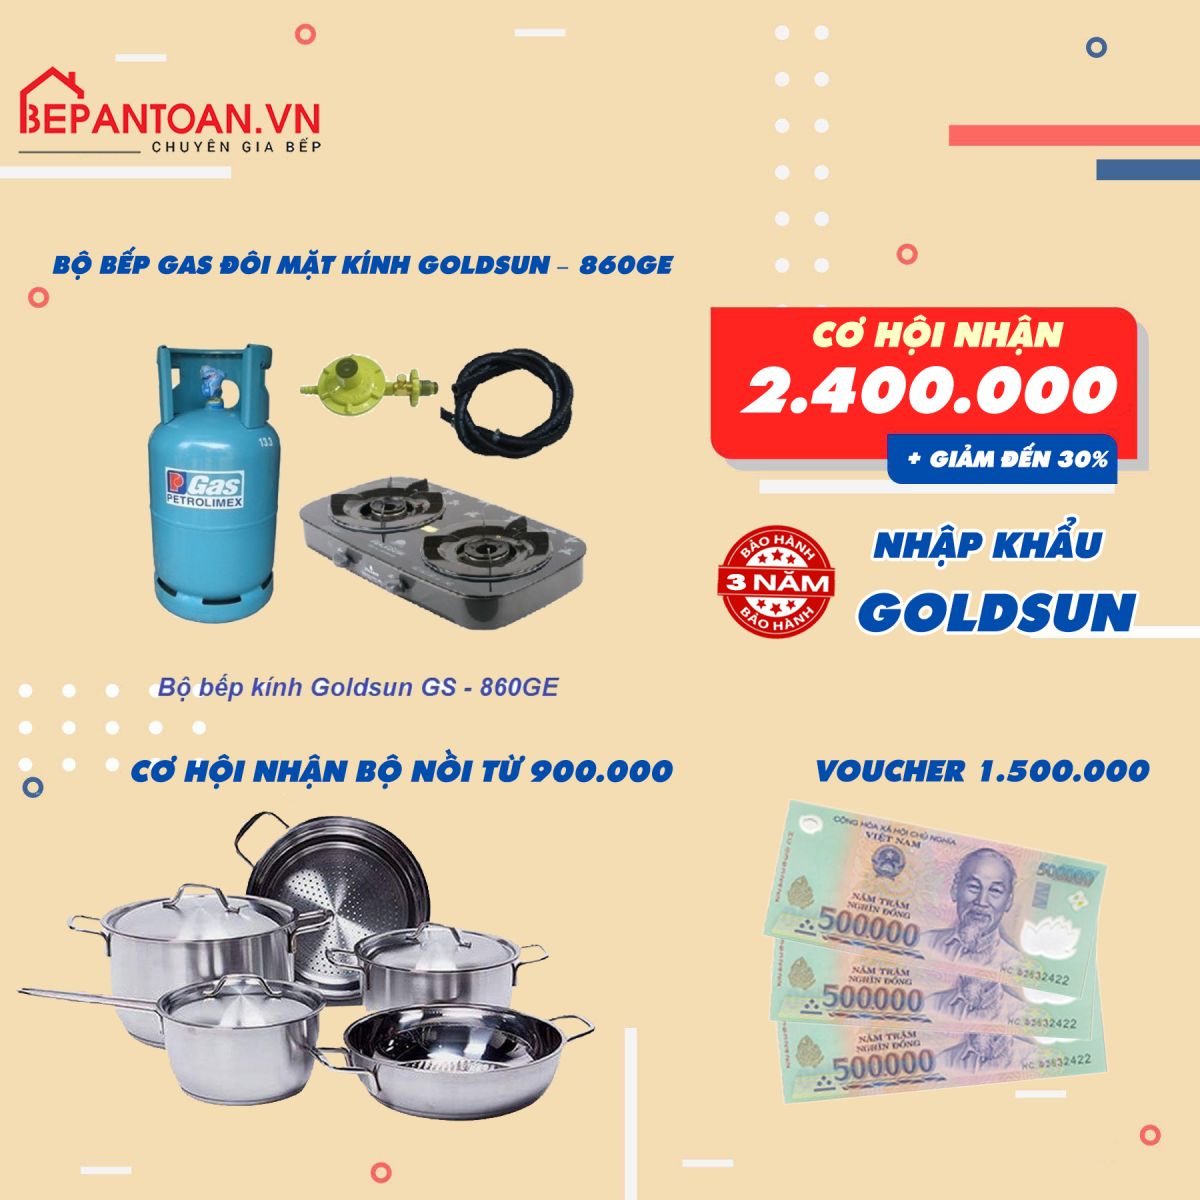 BEPANTOAN.VN
CHUYÊN GIA BẾP
BỘ BẾP GAS ĐÔI MẶT KÍNH GOLDSUN – 860GE
CƠ HỘI NHẬN
2.400.000
+ GIẢM ĐẾN 30%
13.3
P Gas
PETROLIMEX
BẢO HÀNH
3 NĂM
BẢO HÀNH
NHẬP KHẨU
GOLDSUN
Bộ bếp kính Goldsun GS - 860GE
CƠ HỘI NHẬN BỘ NỒI TỪ 900.000
VOUCHER 1.500.000
CỘNG HÒA XÃ HỘI CHỦ NGHĨA
VIỆT NAM
500000
NĂM TRĂM
NGHÌN ĐỒNG
500000
NĂM TRĂM
NGHÌN ĐỒNG
500000
NĂM TRĂM
NGHÌN ĐỒNG
500000